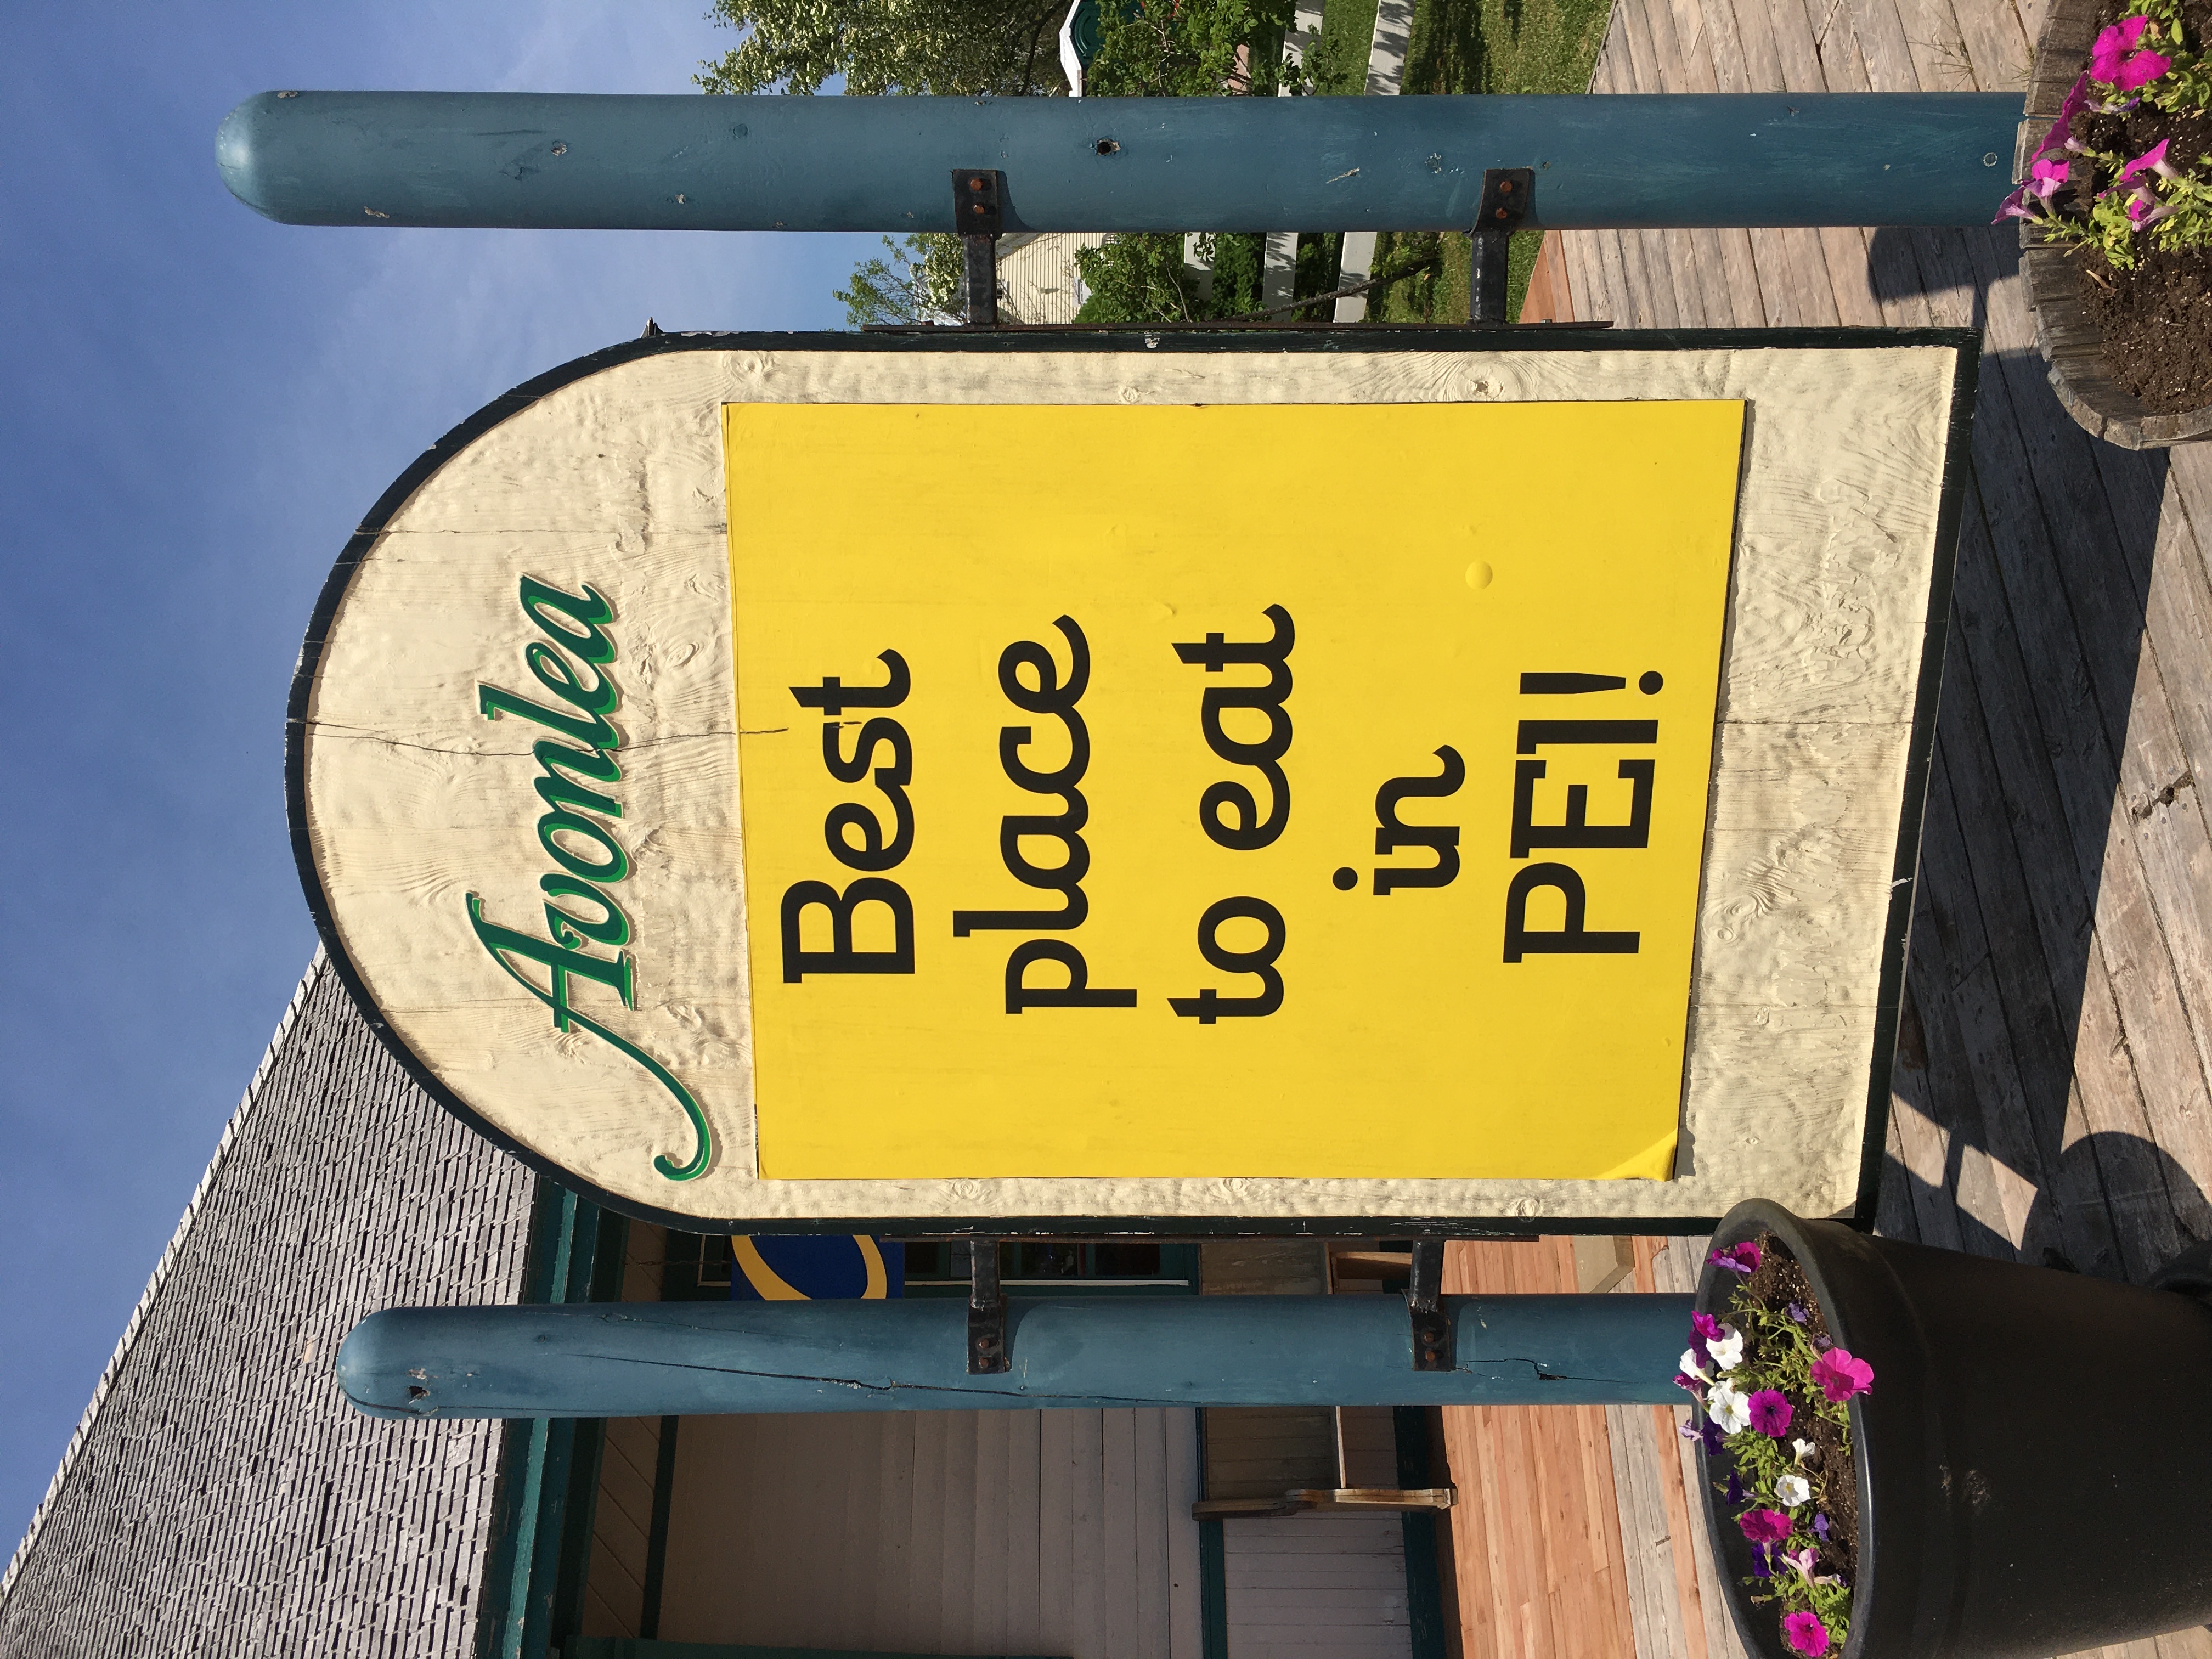 Avonlea
Best
place
to eat
in
PEI!